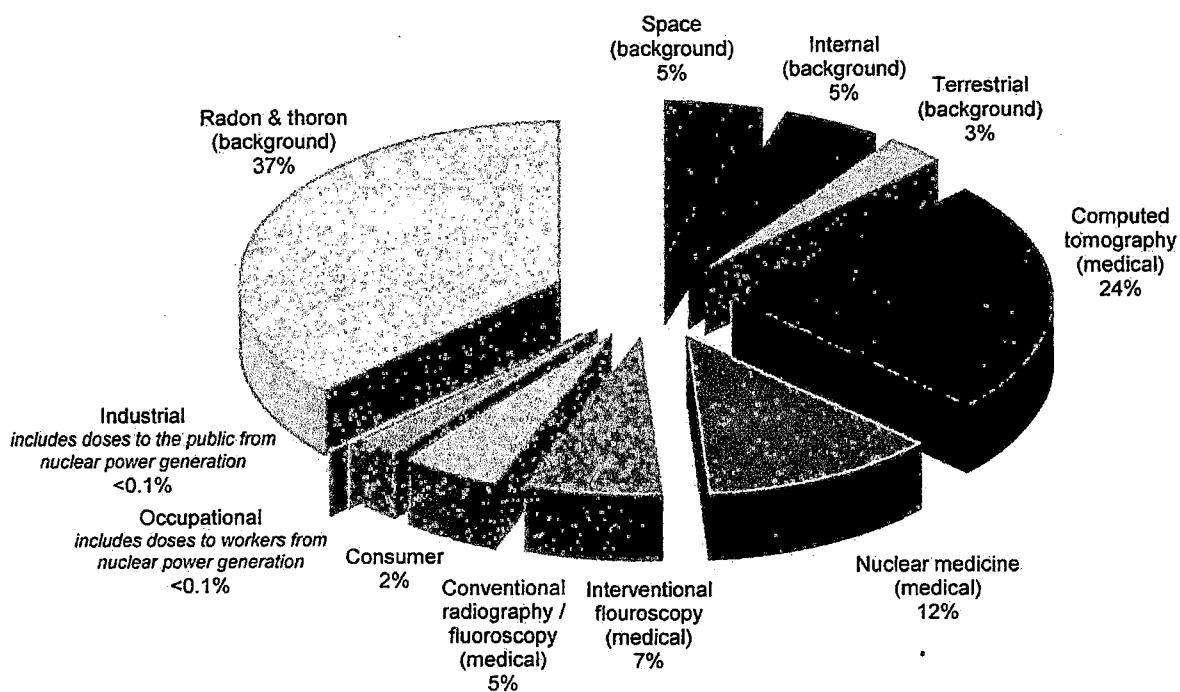 Space
(background)
5%
Internal
(background)
5%
Terrestrial
(background)
3%
Radon & thoron
(background)
37%
Computed
tomography
(medical)
24%
Industrial
includes doses to the public from
nuclear power generation
<0.1%
Occupational
includes doses to workers from
nuclear power generation
<0.1%
Consumer
2%
Conventional
radiography /
fluoroscopy
(medical)
5%
Interventional
flouroscopy
(medical)
7%
Nuclear medicine
(medical)
12%